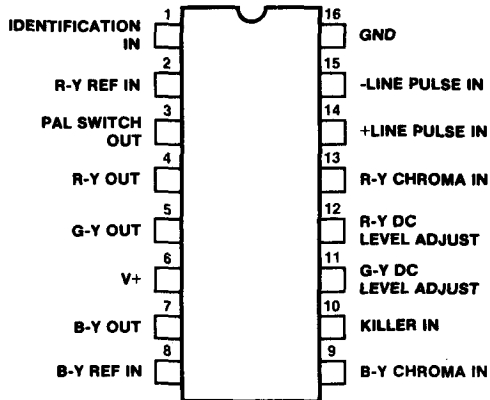 1
IDENTIFICATION
IN
16
GND
2
R-Y REF IN
15
-LINE PULSE IN
3
PAL SWITCH
OUT
14
+LINE PULSE IN
4
R-Y OUT
13
R-Y CHROMA IN
5
G-Y OUT
12
R-Y DC
LEVEL ADJUST
6
V+
11
G-Y DC
LEVEL ADJUST
7
B-Y OUT
10
KILLER IN
8
B-Y REF IN
9
B-Y CHROMA IN